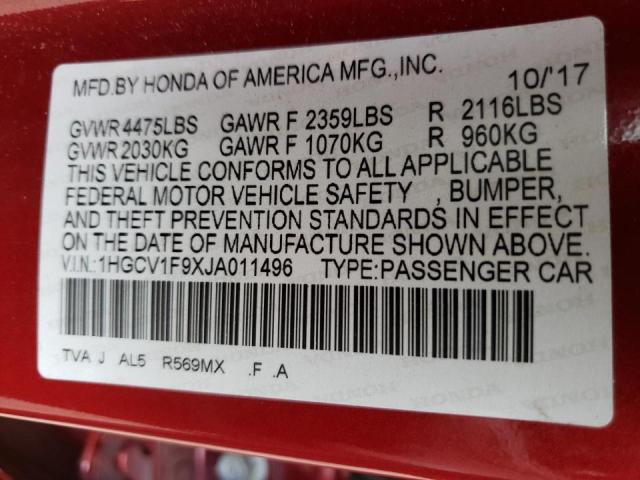 MFD.BY HONDA OF AMERICA MFG.,INC. 10/'17
GVWR 4475LBS GAWR F 2359LBS R 2116LBS
GVWR 2030KG GAWR F 1070KG R 960KG
THIS VEHICLE CONFORMS TO ALL APPLICABLE
FEDERAL MOTOR VEHICLE SAFETY , BUMPER,
AND THEFT PREVENTION STANDARDS IN EFFECT
ON THE DATE OF MANUFACTURE SHOWN ABOVE.
V.I.N.:1HGCV1F9XJA011496 TYPE:PASSENGER CAR
TVA J AL5 R569MX .F .A